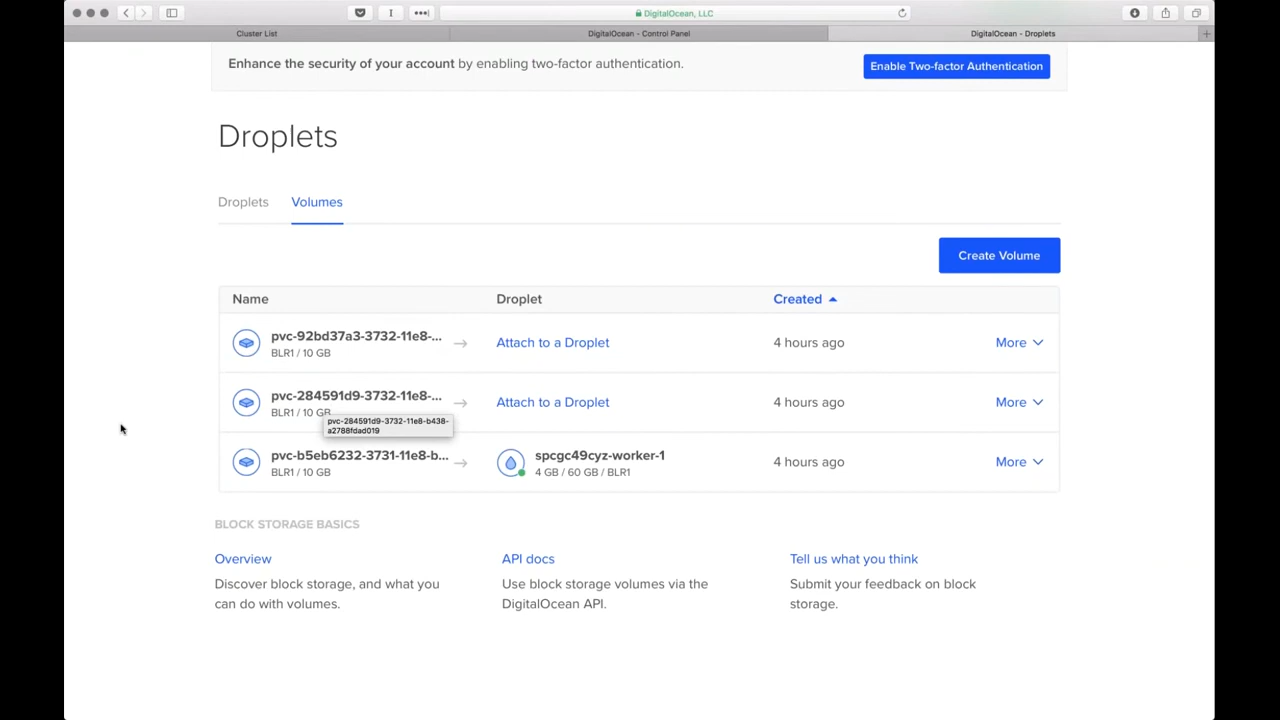 DigitalOcean, LLC
Cluster List
DigitalOcean - Control Panel
DigitalOcean - Droplets
Enhance the security of your account by enabling two-factor authentication.
Enable Two-factor Authentication
Droplets
Droplets
Volumes
Create Volume
Name
Droplet
Created
pvc-92bd37a3-3732-11e8-...
BLR1 / 10 GB
Attach to a Droplet
4 hours ago
More
pvc-284591d9-3732-11e8-...
BLR1 / 10 GB
Attach to a Droplet
4 hours ago
More
pvc-284591d9-3732-11e8-b438-
a2788fdad019
pvc-b5eb6232-3731-11e8-b...
BLR1 / 10 GB
spcgc49cyz-worker-1
4 GB / 60 GB / BLR1
4 hours ago
More
BLOCK STORAGE BASICS
Overview
Discover block storage, and what you
can do with volumes.
API docs
Use block storage volumes via the
DigitalOcean API.
Tell us what you think
Submit your feedback on block
storage.